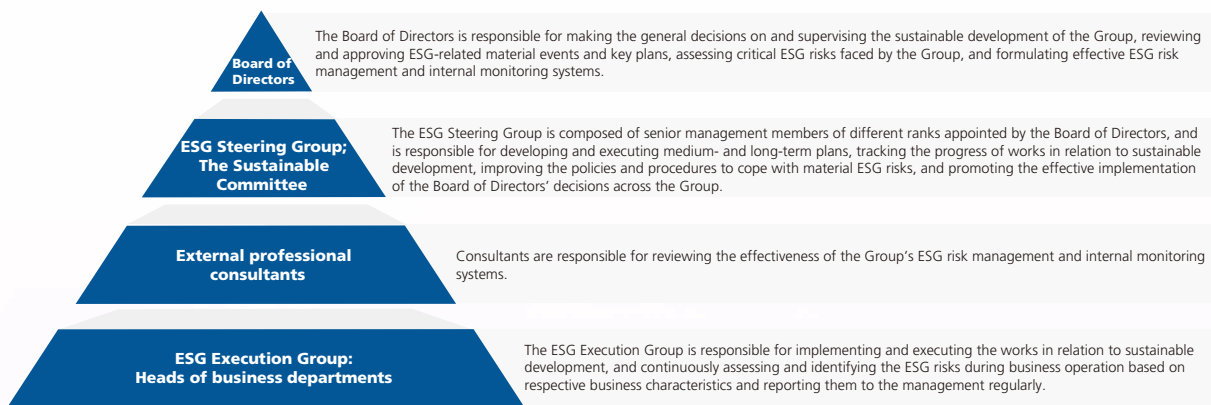 Board of
Directors
The Board of Directors is responsible for making the general decisions on and supervising the sustainable development of the Group, reviewing
and approving ESG-related material events and key plans, assessing critical ESG risks faced by the Group, and formulating effective ESG risk
management and internal monitoring systems.
ESG Steering Group;
The Sustainable
Committee
The ESG Steering Group is composed of senior management members of different ranks appointed by the Board of Directors, and
is responsible for developing and executing medium- and long-term plans, tracking the progress of works in relation to sustainable
development, improving the policies and procedures to cope with material ESG risks, and promoting the effective implementation
of the Board of Directors’ decisions across the Group.
External professional
consultants
Consultants are responsible for reviewing the effectiveness of the Group’s ESG risk management and internal monitoring
systems.
ESG Execution Group:
Heads of business departments
The ESG Execution Group is responsible for implementing and executing the works in relation to sustainable
development, and continuously assessing and identifying the ESG risks during business operation based on
respective business characteristics and reporting them to the management regularly.